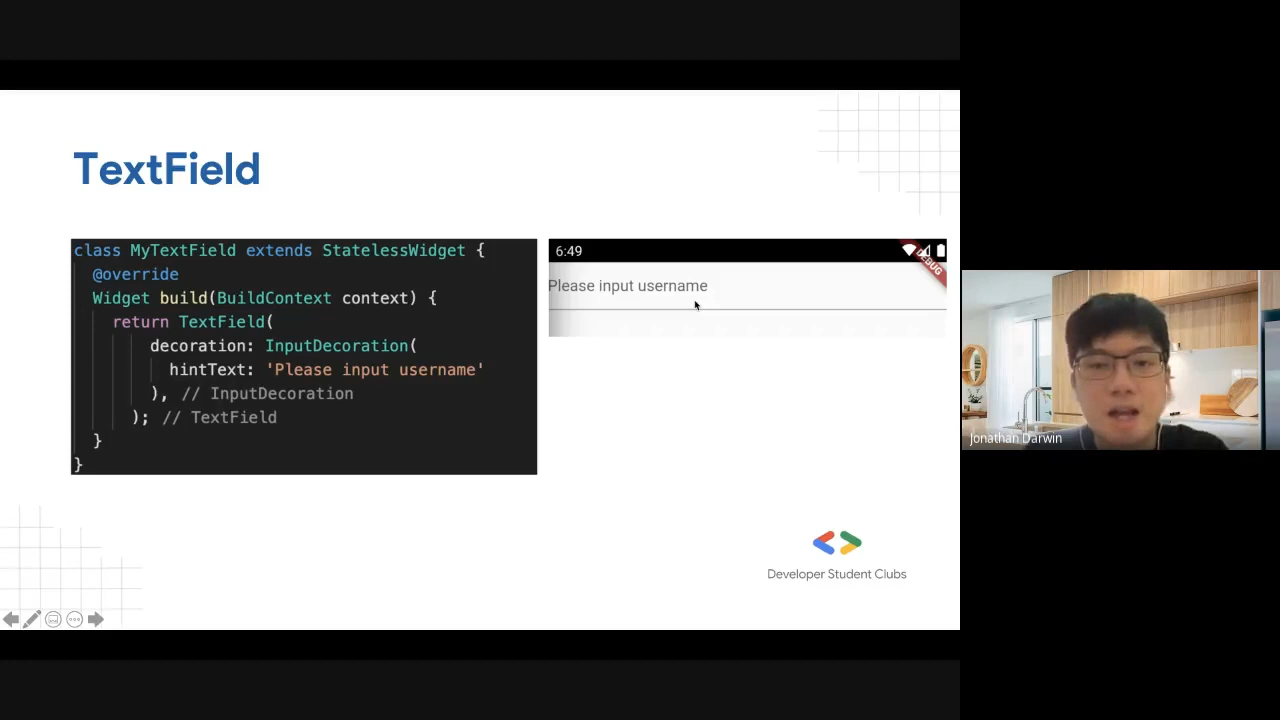 TextField
class MyTextField extends StatelessWidget {
@override
Widget build(BuildContext context) {
return TextField(
decoration: InputDecoration(
hintText: 'Please input username'
), // InputDecoration
); // TextField
}
}
6:49
DEBUG
Please input username
Jonathan Darwin
Developer Student Clubs